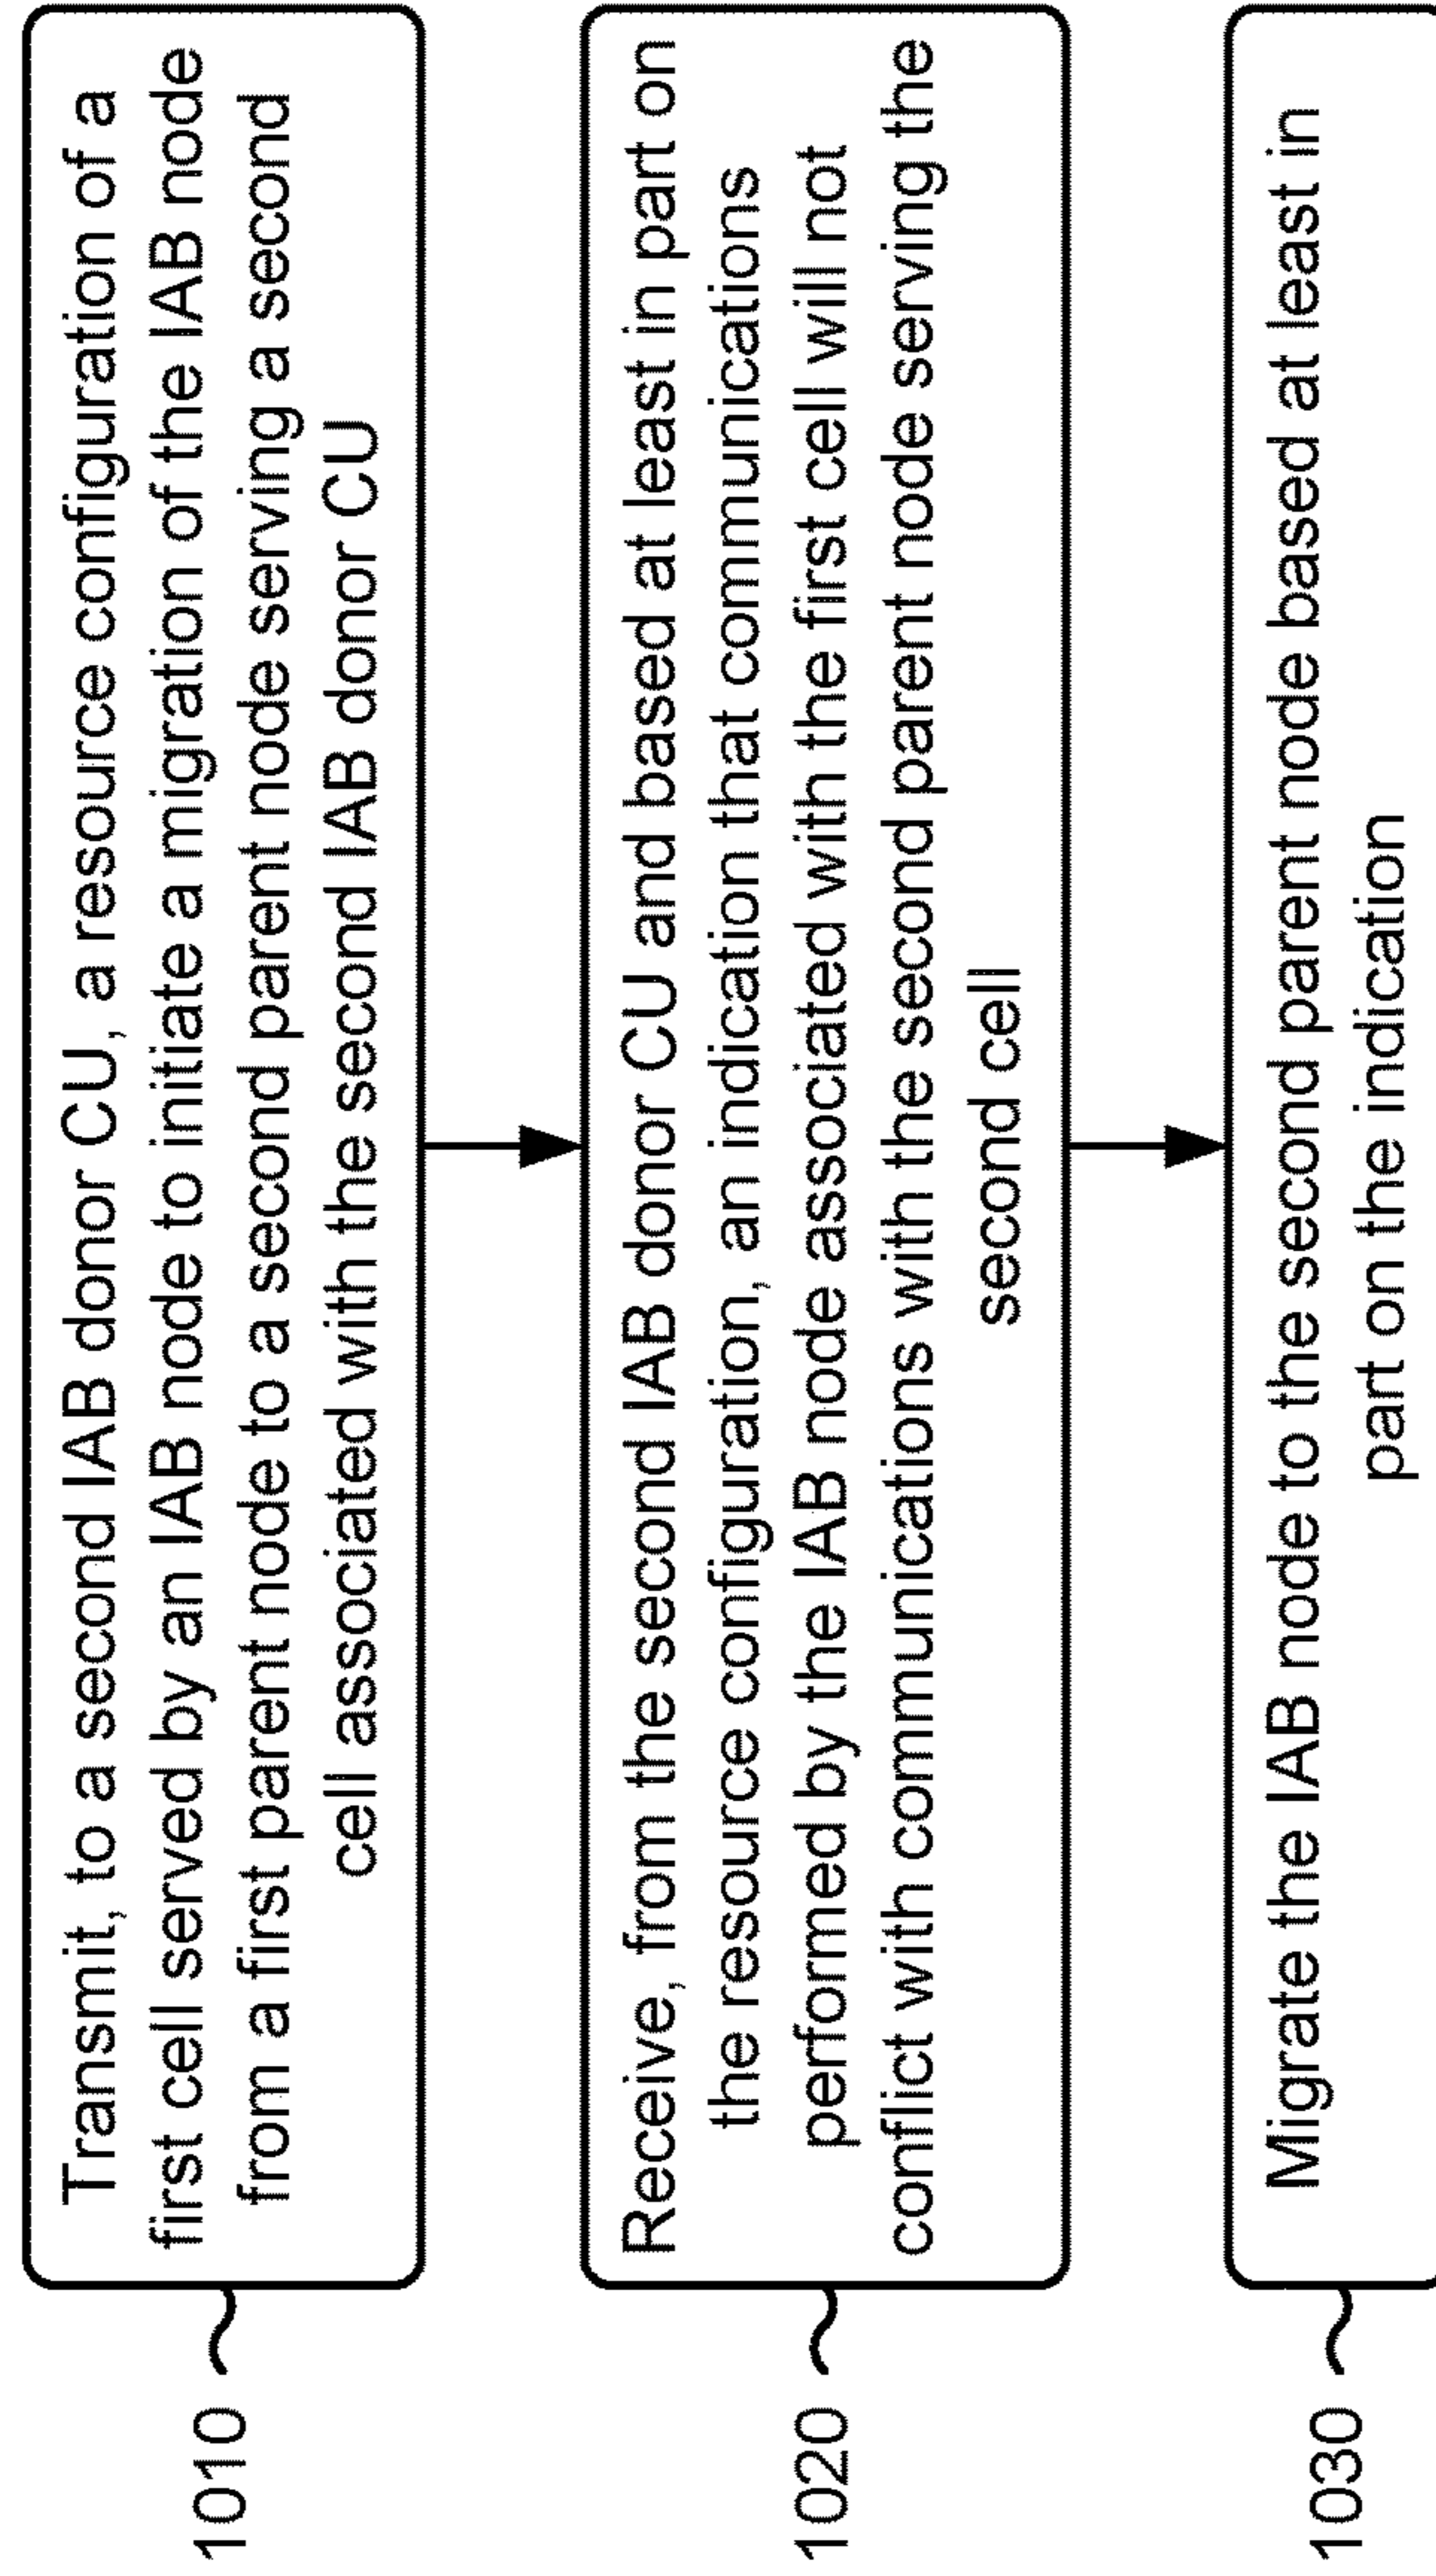 1010
Transmit, to a second IAB donor CU, a resource configuration of a
first cell served by an IAB node to initiate a migration of the IAB node
from a first parent node to a second parent node serving a second
cell associated with the second IAB donor CU
1020
Receive, from the second IAB donor CU and based at least in part on
the resource configuration, an indication that communications
performed by the IAB node associated with the first cell will not
conflict with communications with the second parent node serving the
second cell
1030
Migrate the IAB node to the second parent node based at least in
part on the indication